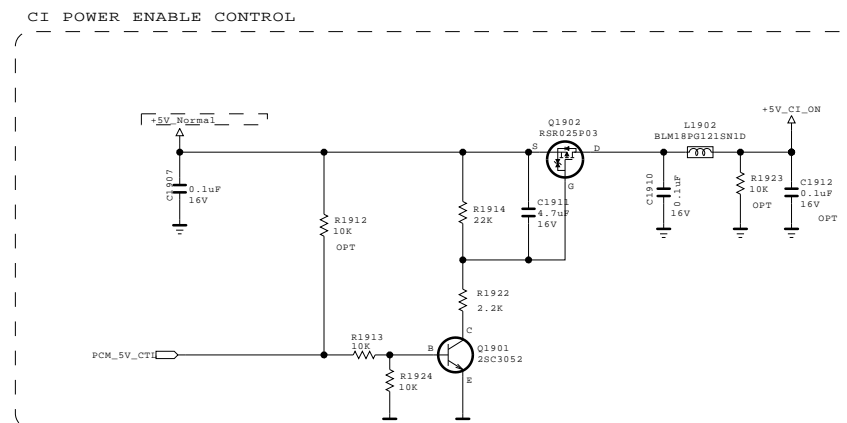 CI POWER ENABLE CONTROL
+5V_Normal
Q1902
RSR025P03
S
D
G
L1902
BLM18PG121SN1D
+5V_CI_ON
C1907
0.1uF
16V
R1912
10K
OPT
R1914
22K
C1911
4.7uF
16V
C1910
0.1uF
16V
R1923
10K
OPT
C1912
0.1uF
16V
OPT
R1922
2.2K
PCM_5V_CTL
R1913
10K
B
C
E
Q1901
2SC3052
R1924
10K